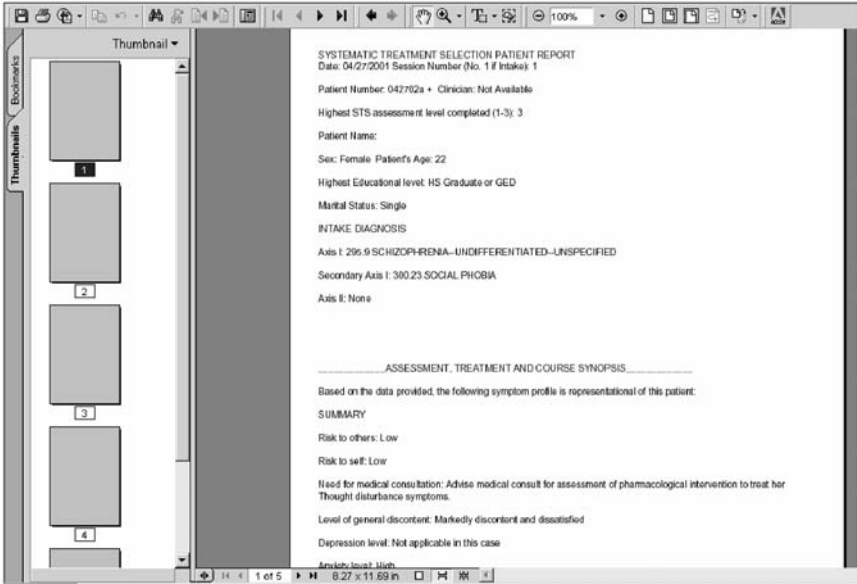 100%
Thumbnail
Bookmarks
Thumbnails
1
2
3
4
SYSTEMATIC TREATMENT SELECTION PATIENT REPORT
Date: 04/27/2001 Session Number (No. 1 if Intake): 1
Patient Number: 042702a + Clinician: Not Available
Highest STS assessment level completed (1-3): 3
Patient Name:
Sex: Female Patient's Age: 22
Highest Educational level: HS Graduate or GED
Marital Status: Single
INTAKE DIAGNOSIS
Axis I: 295.9 SCHIZOPHRENIA--UNDIFFERENTIATED--UNSPECIFIED
Secondary Axis I: 300.23 SOCIAL PHOBIA
Axis II: None
____________ASSESSMENT, TREATMENT AND COURSE SYNOPSIS____________
Based on the data provided, the following symptom profile is representational of this patient:
SUMMARY
Risk to others: Low
Risk to self: Low
Need for medical consultation: Advise medical consult for assessment of pharmacological intervention to treat her
Thought disturbance symptoms.
Level of general discontent: Markedly discontent and dissatisfied
Depression level: Not applicable in this case
Anxiety level: High
1 of 5
8.27 x 11.69 in